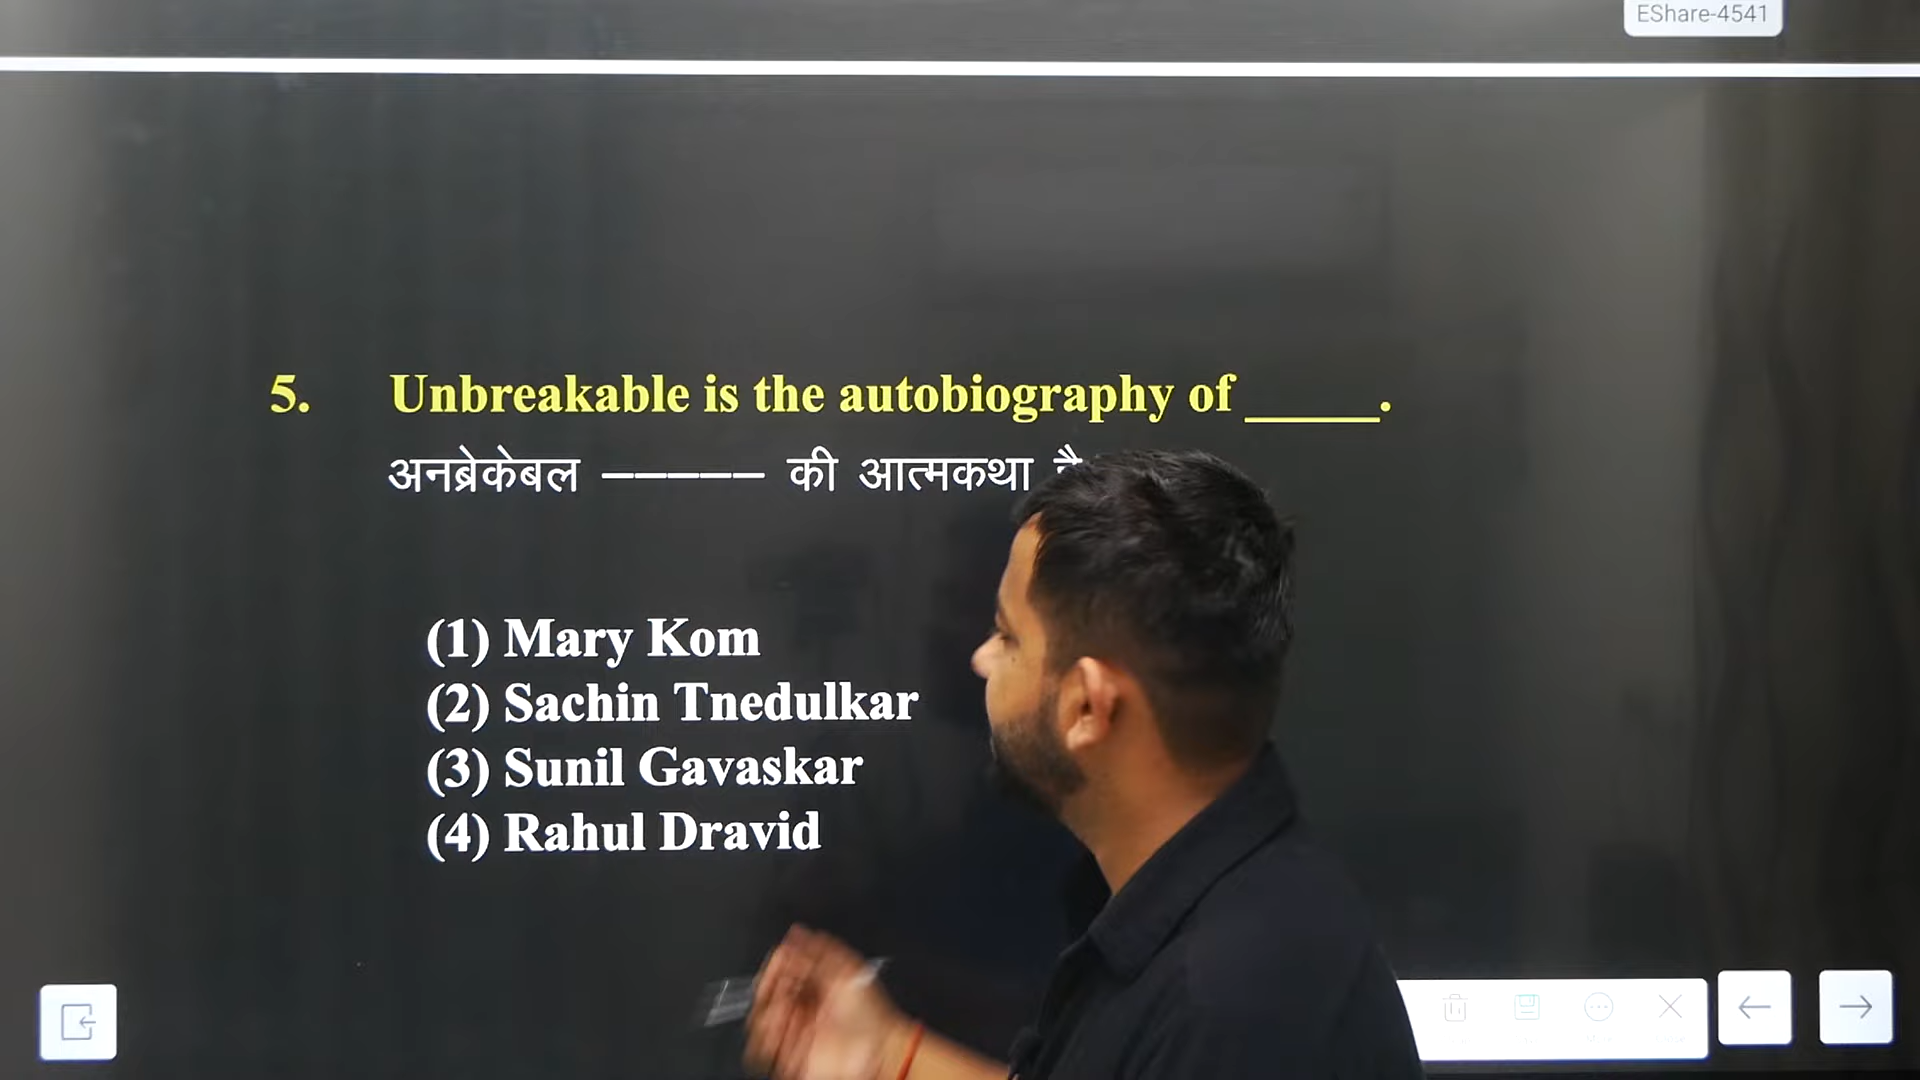 EShare-4541
5. Unbreakable is the autobiography of _____.
अनब्रेकेबल ––––– की आत्मकथा
(1) Mary Kom
(2) Sachin Tnedulkar
(3) Sunil Gavaskar
(4) Rahul Dravid